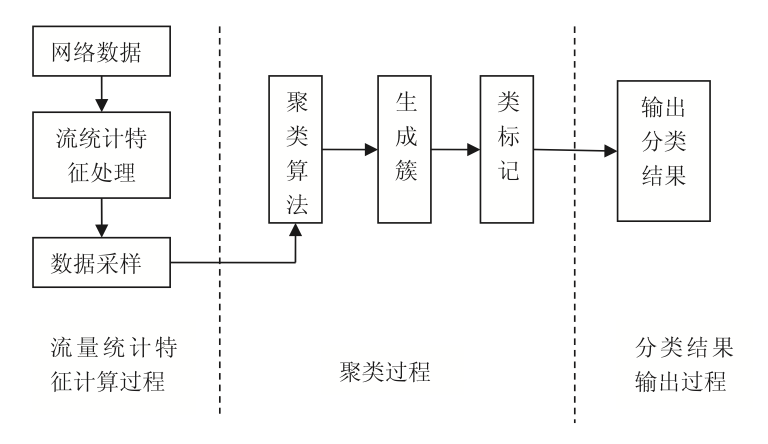 网络数据
流统计特
征处理
数据采样
聚
类
算
法
生
成
簇
类
标
记
输出
分类
结果
流量统计特
征计算过程
聚类过程
分类结果
输出过程